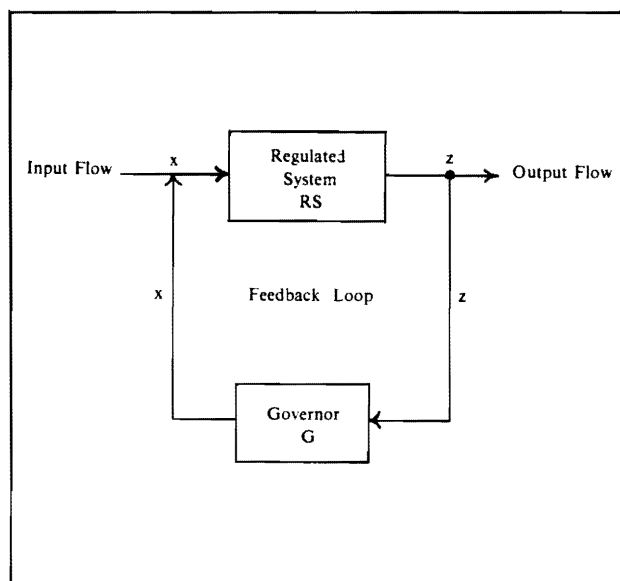 Input Flow
x
Regulated
System
RS
z
Output Flow
x
Feedback Loop
z
Governor
G